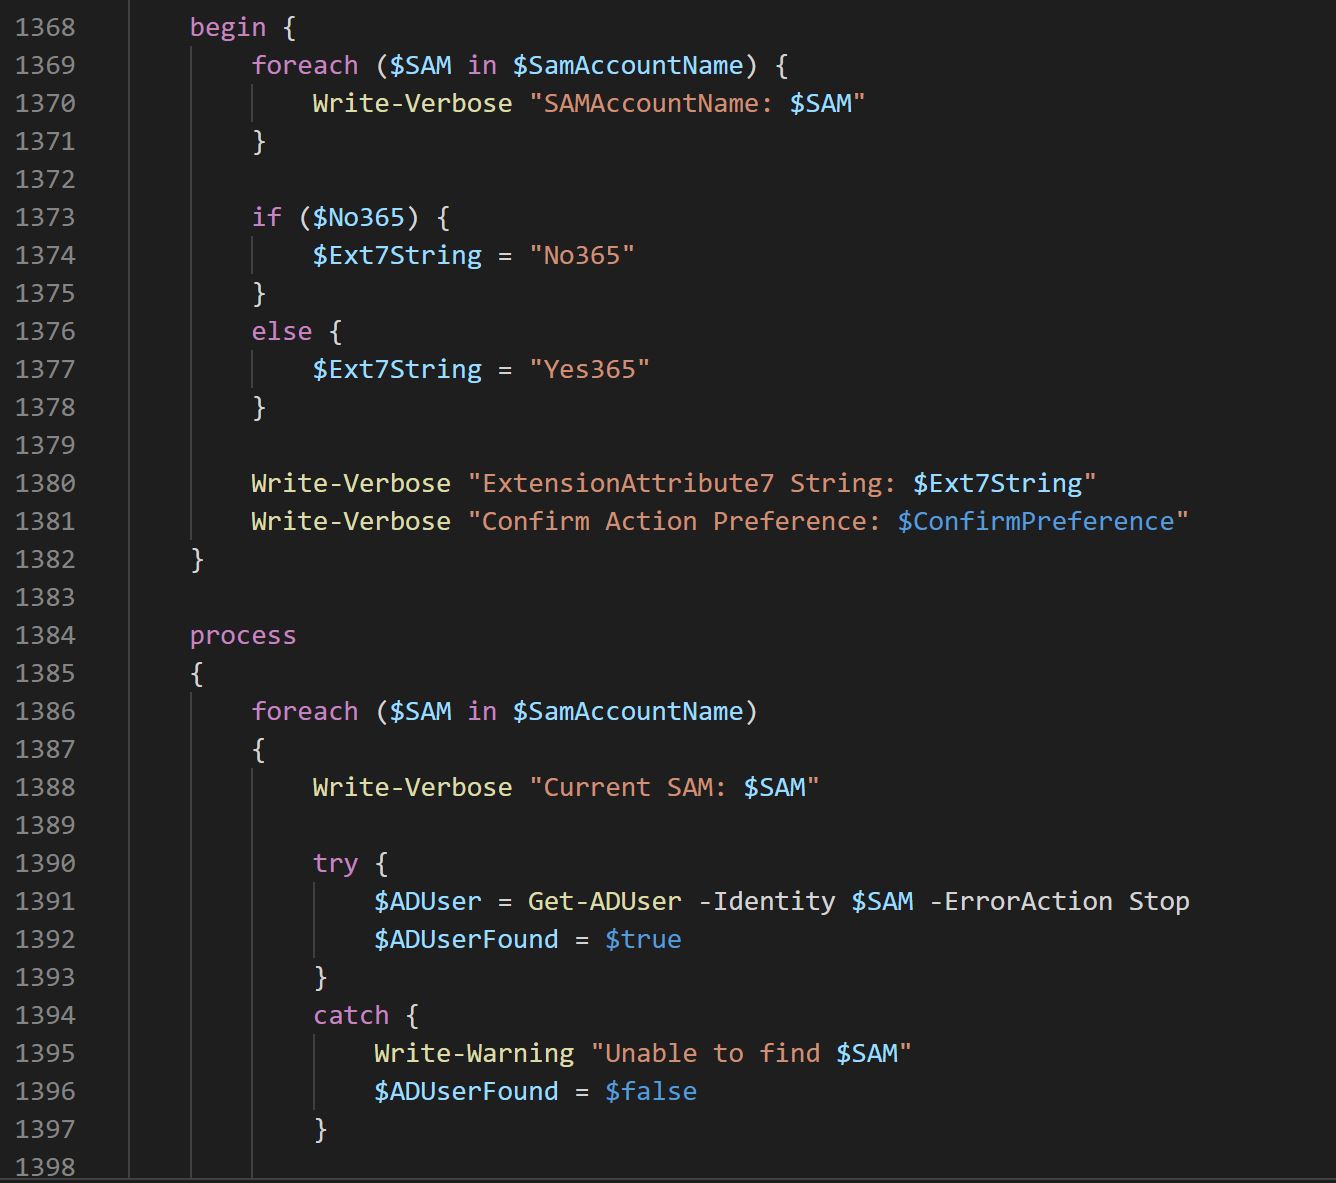 1368 begin {
1369 foreach ($SAM in $SamAccountName) {
1370 Write-Verbose "SAMAccountName: $SAM"
1371 }
1372
1373 if ($No365) {
1374 $Ext7String = "No365"
1375 }
1376 else {
1377 $Ext7String = "Yes365"
1378 }
1379
1380 Write-Verbose "ExtensionAttribute7 String: $Ext7String"
1381 Write-Verbose "Confirm Action Preference: $ConfirmPreference"
1382 }
1383
1384 process
1385 {
1386 foreach ($SAM in $SamAccountName)
1387 {
1388 Write-Verbose "Current SAM: $SAM"
1389
1390 try {
1391 $ADUser = Get-ADUser -Identity $SAM -ErrorAction Stop
1392 $ADUserFound = $true
1393 }
1394 catch {
1395 Write-Warning "Unable to find $SAM"
1396 $ADUserFound = $false
1397 }
1398